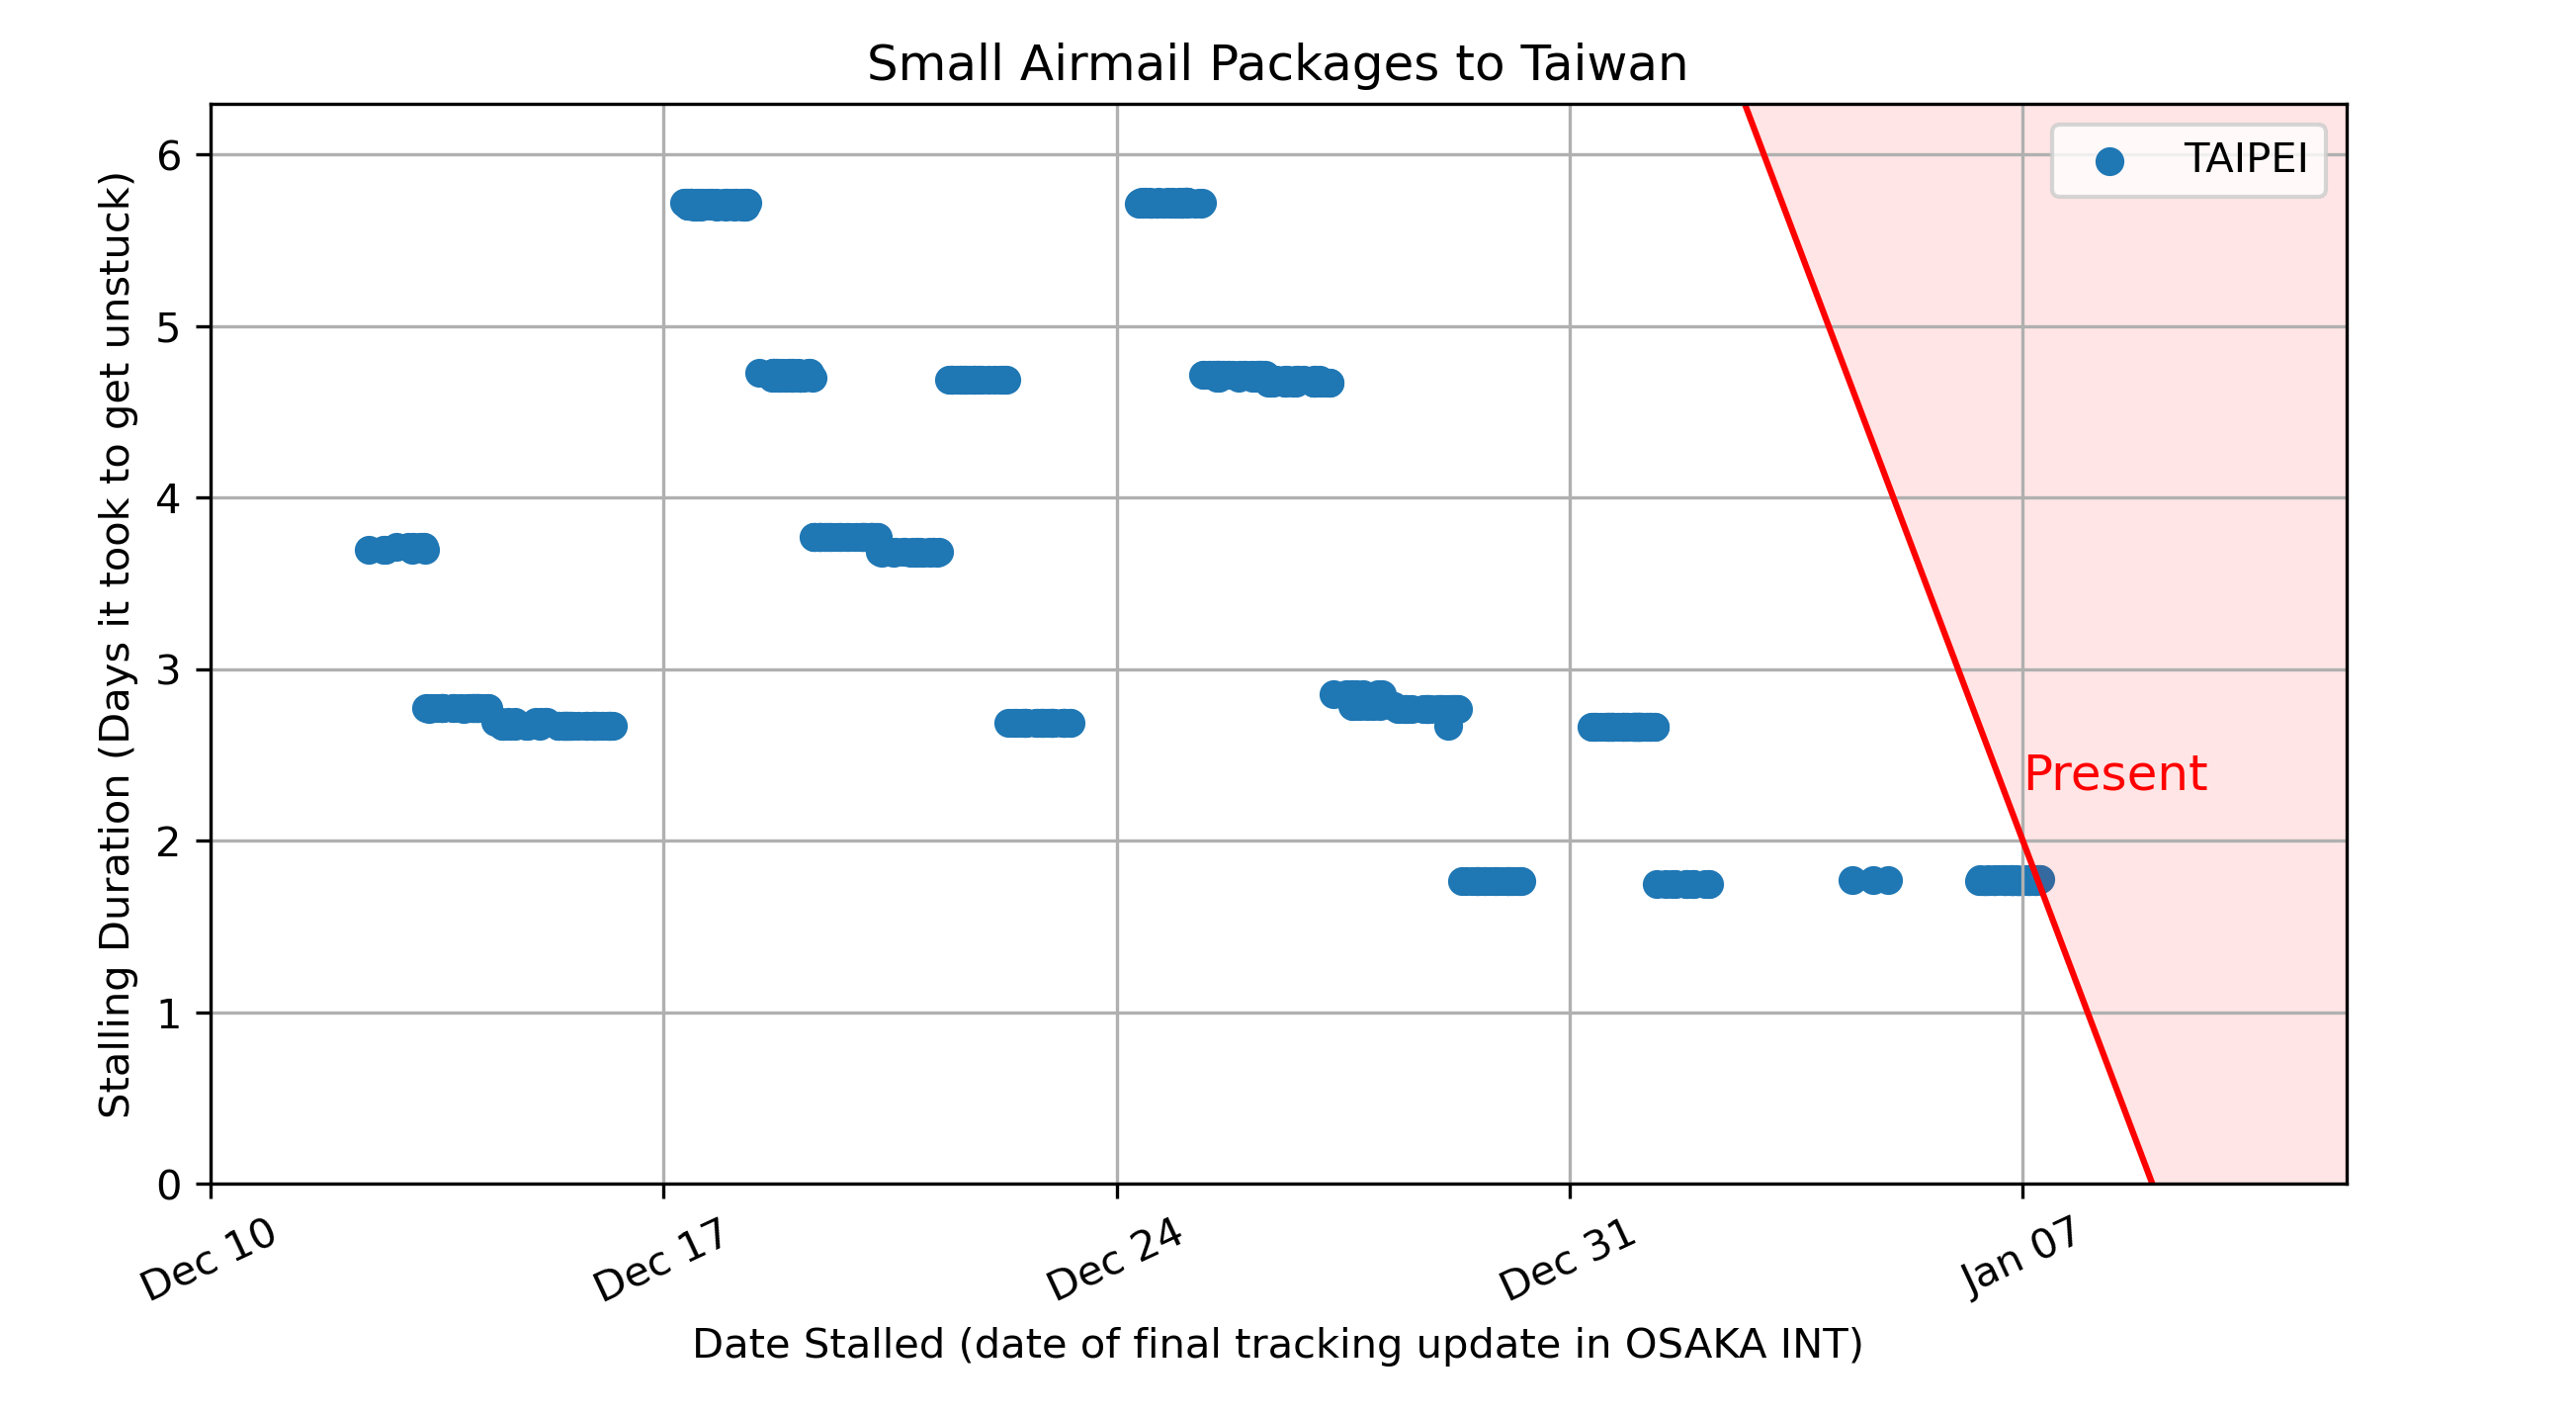 Small Airmail Packages to Taiwan
TAIPEI
Stalling Duration (Days it took to get unstuck)
6
5
4
3
2
1
0
Present
Dec 10
Dec 17
Dec 24
Dec 31
Jan 07
Date Stalled (date of final tracking update in OSAKA INT)